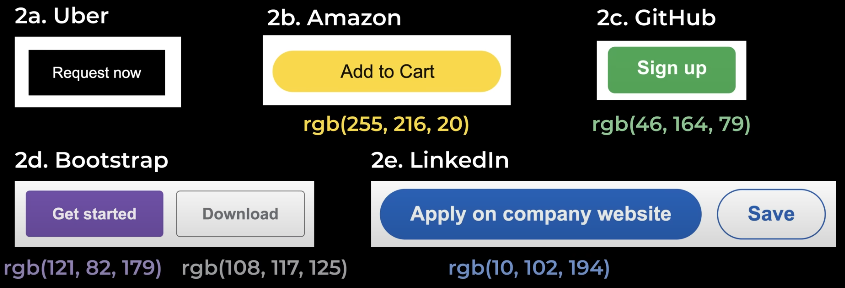 2a. Uber
2b. Amazon
2c. GitHub
Request now
Add to Cart
Sign up
rgb(255, 216, 20)
rgb(46, 164, 79)
2d. Bootstrap
2e. LinkedIn
Get started
Download
Apply on company website
Save
rgb(121, 82, 179)
rgb(108, 117, 125)
rgb(10, 102, 194)